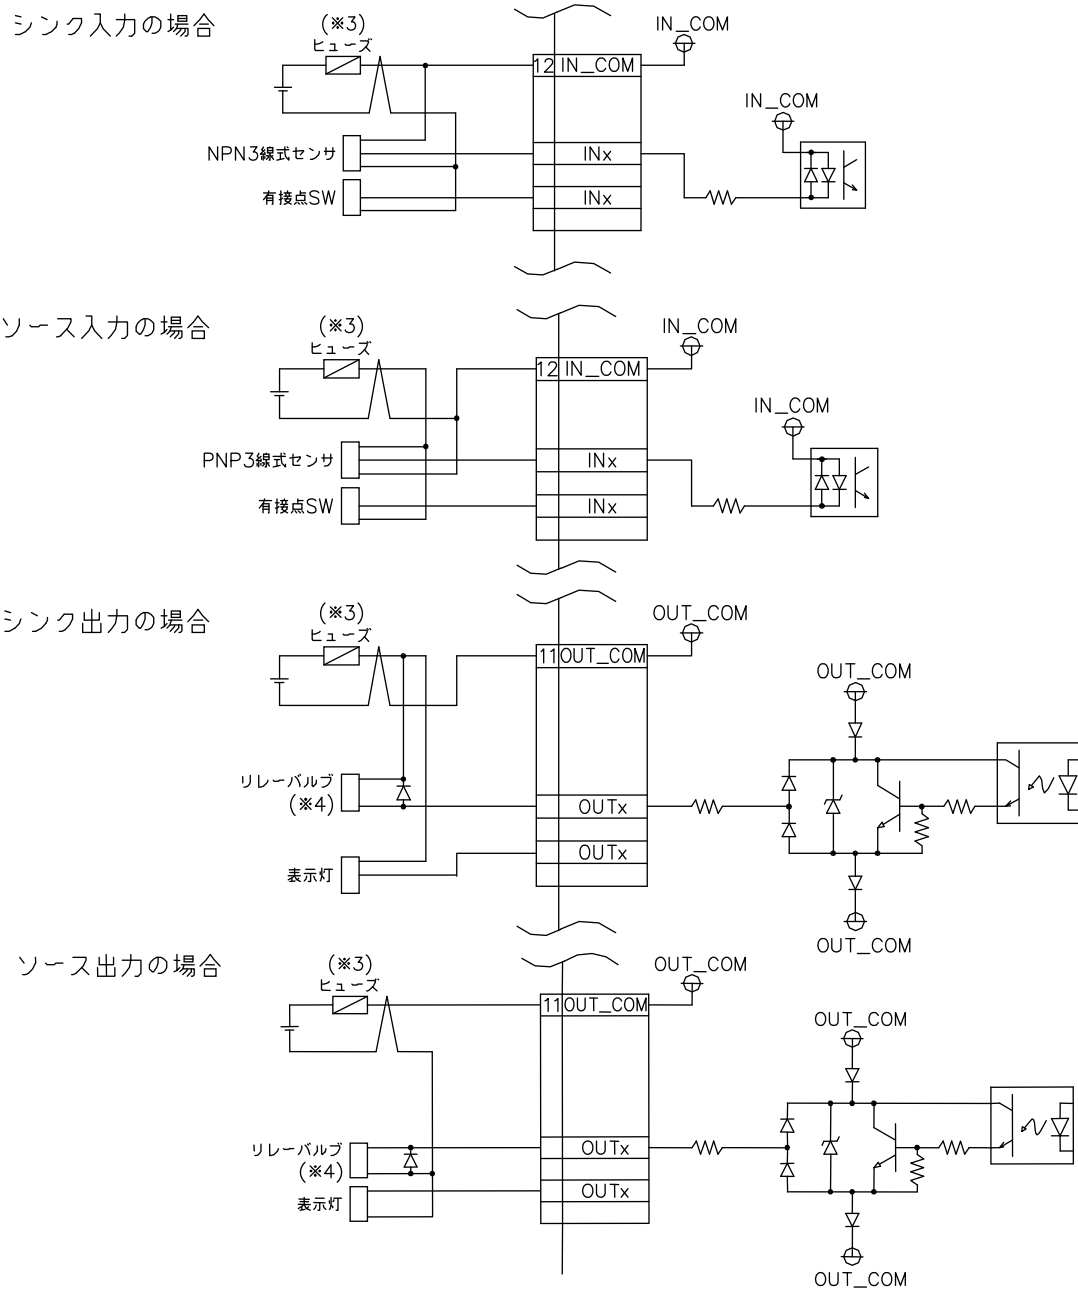 シンク入力の場合
(※3)
ヒューズ
IN_COM
12 IN_COM
IN_COM
NPN3線式センサ
INx
有接点SW
INx
ソース入力の場合
(※3)
ヒューズ
IN_COM
12 IN_COM
IN_COM
PNP3線式センサ
INx
有接点SW
INx
シンク出力の場合
(※3)
ヒューズ
OUT_COM
11 OUT_COM
OUT_COM
リレーバルブ
(※4)
OUTx
OUTx
表示灯
OUT_COM
ソース出力の場合
(※3)
ヒューズ
OUT_COM
11 OUT_COM
OUT_COM
リレーバルブ
(※4)
OUTx
表示灯
OUTx
OUT_COM